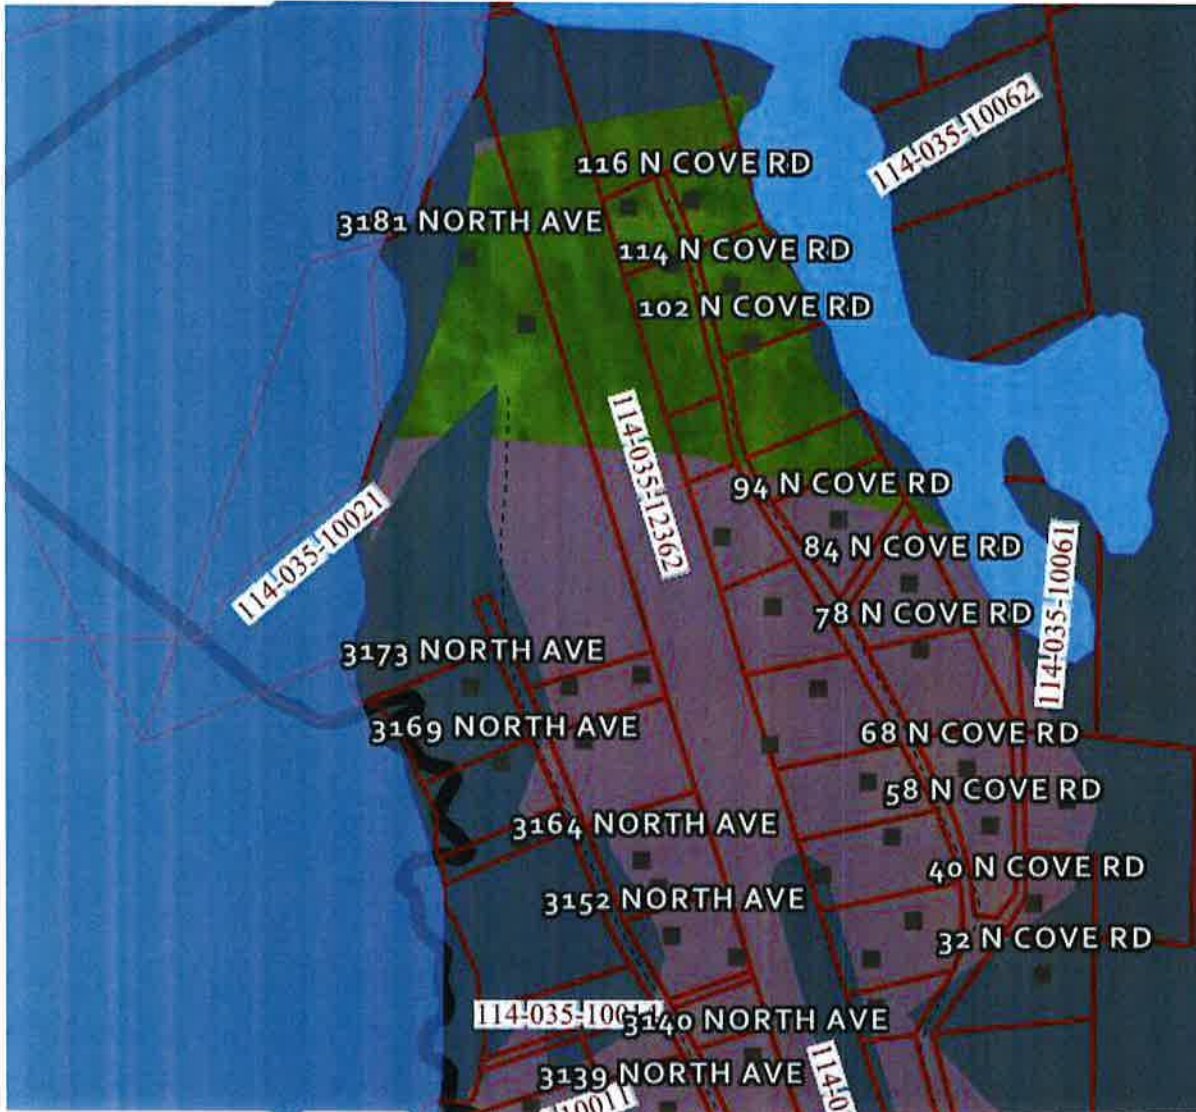 114-035-10062
116 N COVE RD
3181 NORTH AVE
114 N COVE RD
102 N COVE RD
114-035-12362
94 N COVE RD
114-035-10021
84 N COVE RD
114-035-10061
78 N COVE RD
3173 NORTH AVE
3169 NORTH AVE
68 N COVE RD
58 N COVE RD
3164 NORTH AVE
40 N COVE RD
3152 NORTH AVE
32 N COVE RD
3140 NORTH AVE
3139 NORTH AVE